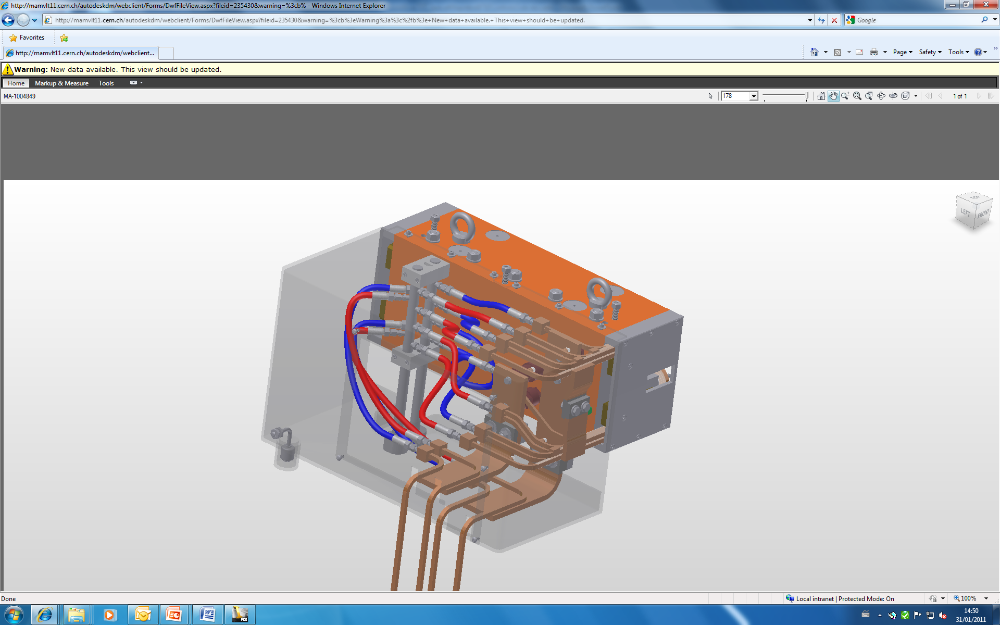 http://mamvlt11.cern.ch/autodeskdm/webclient/Forms/DwfFileView.aspx?fileid=235430&warning=%3cb% - Windows Internet Explorer
http://mamvlt11.cern.ch/autodeskdm/webclient/Forms/DwfFileView.aspx?fileid=235430&warning=%3cb%3eWarning%3a%3c%2fb%3e+New+data+available.+This+view+should+be+updated.
Google
Favorites
http://mamvlt11.cern.ch/autodeskdm/webclient...
Page Safety Tools
Warning: New data available. This view should be updated.
Home Markup & Measure Tools
MA-1004849
178
1 of 1
TOP
LEFT FRONT
Done
Local intranet | Protected Mode: On
100%
PRO
14:50
31/01/2011